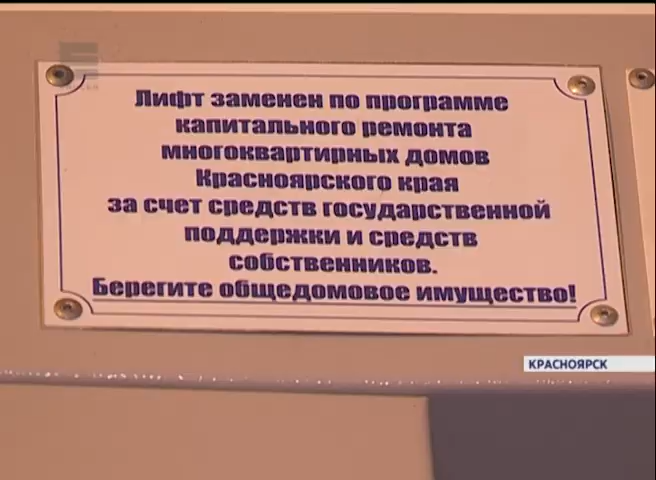 Лифт заменен по программе
капитального ремонта
многоквартирных домов
Красноярского края
за счет средств государственной
поддержки и средств
собственников.
Берегите общедомовое имущество!
КРАСНОЯРСК